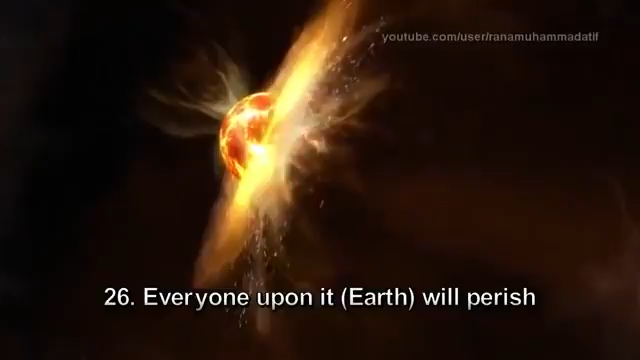 youtube.com/user/ranamuhammadatif
26. Everyone upon it (Earth) will perish